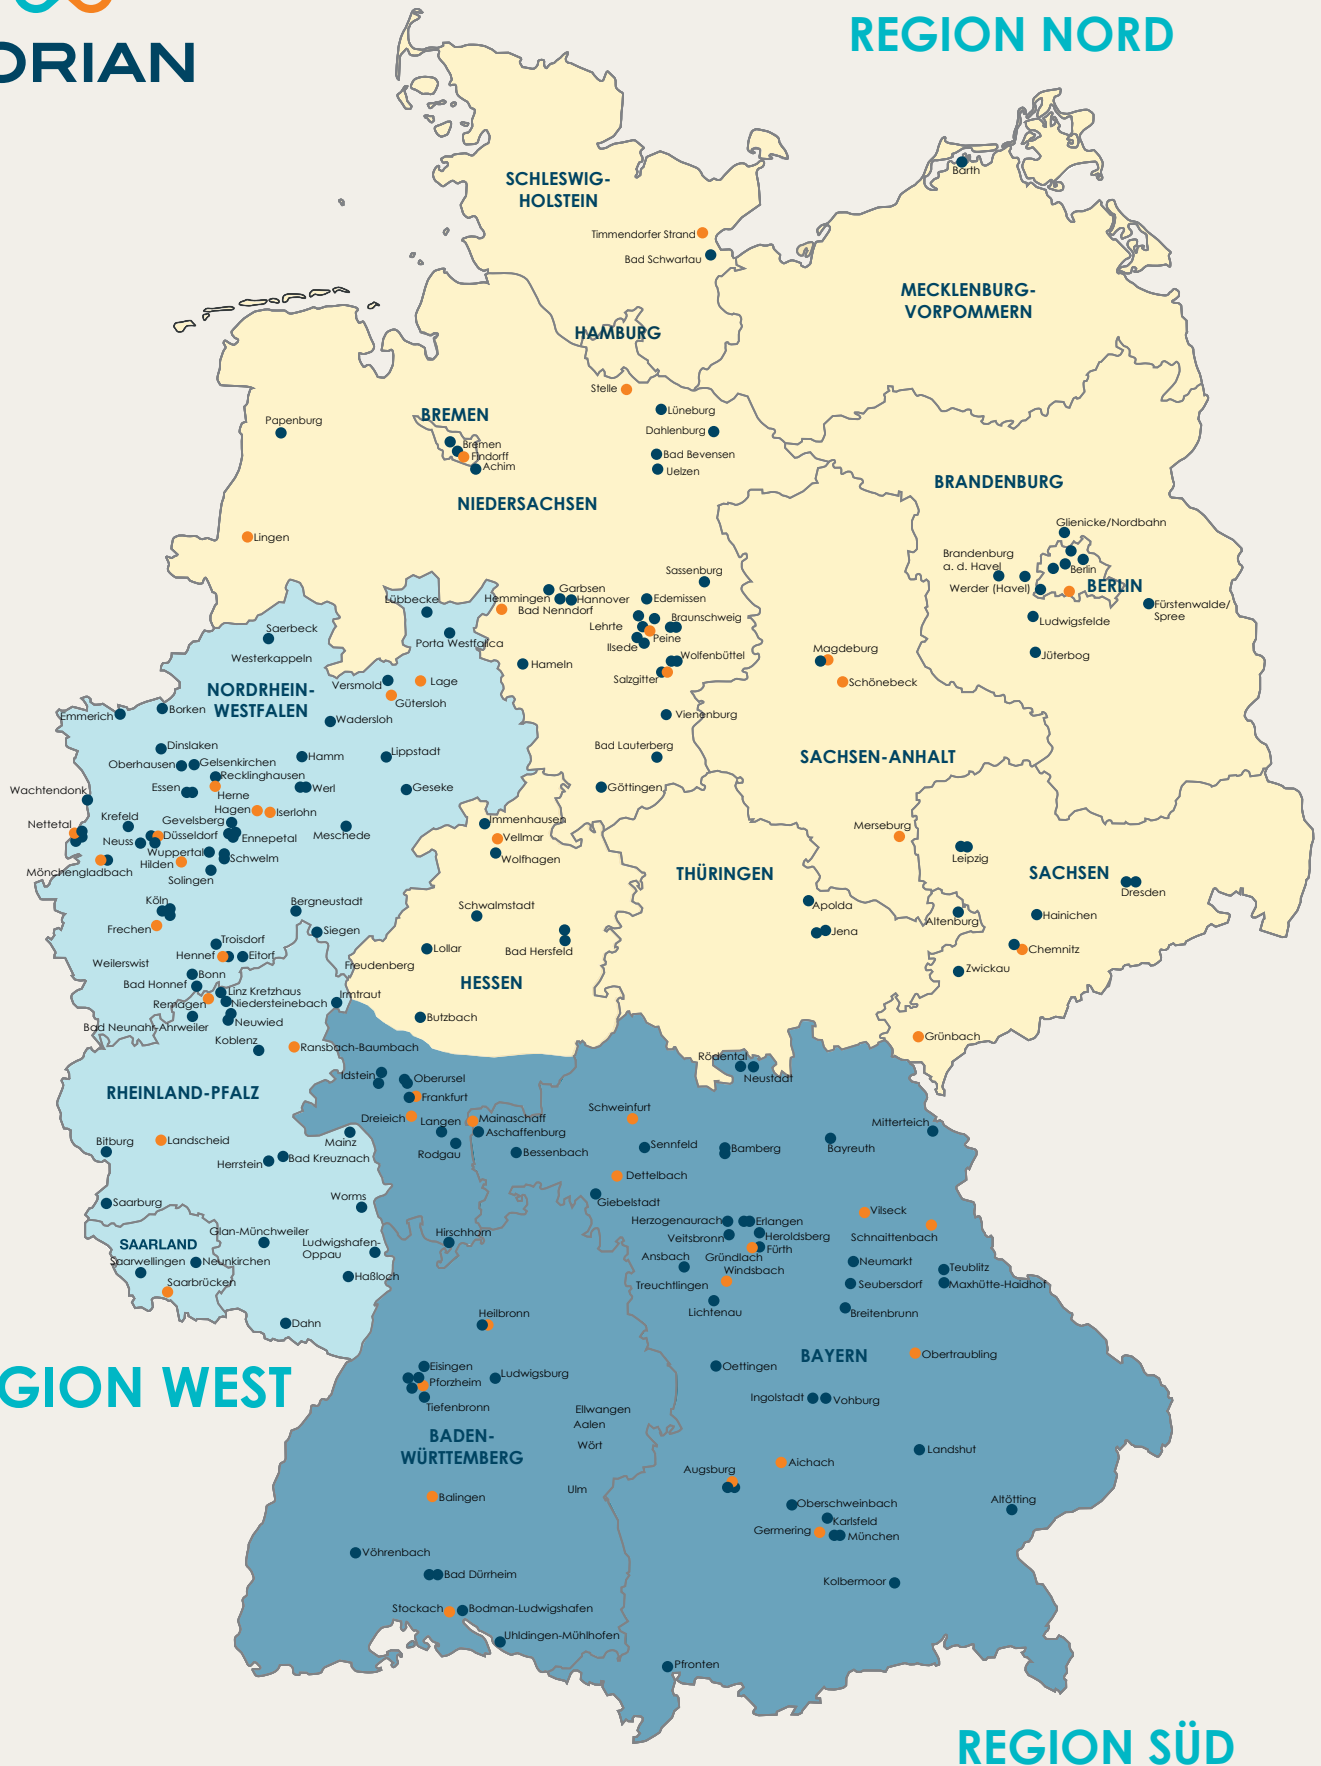 ORIAN
REGION NORD
Barth
SCHLESWIG-
HOLSTEIN
Timmendorfer Strand
Bad Schwartau
MECKLENBURG-
VORPOMMERN
HAMBURG
Stelle
Lüneburg
Dahlenburg
Bad Bevensen
Uelzen
Papenburg
BREMEN
Bremen
Findorff
Achim
NIEDERSACHSEN
BRANDENBURG
Lingen
Glienicke/Nordbahn
Brandenburg
a. d. Havel
Berlin
BERLIN
Werder (Havel)
Fürstenwalde/
Spree
Ludwigsfelde
Jüterbog
Sassenburg
Garbsen
Hemmingen
Hannover
Edemissen
Bad Nenndorf
Braunschweig
Lehrte
Peine
Ilsede
Wolfenbüttel
Salzgitter
Hameln
Vienenburg
Bad Lauterberg
Göttingen
Magdeburg
Schönebeck
SACHSEN-ANHALT
Merseburg
Lübbecke
Saerbeck
Porta Westfalica
Westerkappeln
NORDRHEIN-
WESTFALEN
Versmold
Lage
Gütersloh
Emmerich
Borken
Wadersloh
Dinslaken
Oberhausen
Gelsenkirchen
Hamm
Lippstadt
Recklinghausen
Essen
Herne
Werl
Geseke
Wachtendonk
Hagen
Iserlohn
Krefeld
Gevelsberg
Nettetal
Düsseldorf
Ennepetal
Meschede
Neuss
Wuppertal
Schwelm
Hilden
Mönchengladbach
Solingen
Köln
Bergneustadt
Frechen
Siegen
Troisdorf
Hennef
Eitorf
Weilerswist
Freudenberg
Bonn
Bad Honnef
Linz Kretzhaus
Irmtraut
Remagen
Niedersteinebach
Bad Neunahr-Ahrweiler
Neuwied
Koblenz
Ransbach-Baumbach
Immenhausen
Vellmar
Wolfhagen
Schwalmstadt
Lollar
Bad Hersfeld
HESSEN
Butzbach
THÜRINGEN
Apolda
Jena
Leipzig
SACHSEN
Dresden
Altenburg
Hainichen
Chemnitz
Zwickau
Grünbach
RHEINLAND-PFALZ
Bitburg
Landscheid
Mainz
Herrstein
Bad Kreuznach
Saarburg
Worms
SAARLAND
Glan-Münchweiler
Ludwigshafen-
Oppau
Saarwellingen
Neunkirchen
Saarbrücken
Haßloch
Dahn
GION WEST
Idstein
Oberursel
Frankfurt
Dreieich
Langen
Mainaschaff
Aschaffenburg
Rodgau
Bessenbach
Hirschhorn
Rödental
Neustadt
Schweinfurt
Sennfeld
Bamberg
Bayreuth
Mitterteich
Dettelbach
Giebelstadt
Herzogenaurach
Erlangen
Vilseck
Veitsbronn
Heroldsberg
Schnaittenbach
Fürth
Ansbach
Gründlach
Neumarkt
Windsbach
Teublitz
Treuchtlingen
Seubersdorf
Maxhütte-Haidhof
Lichtenau
Breitenbrunn
BAYERN
Obertraubling
Oettingen
Ingolstadt
Vohburg
Heilbronn
Eisingen
Ludwigsburg
Pforzheim
Tiefenbronn
Ellwangen
Aalen
BADEN-
WÜRTTEMBERG
Wört
Ulm
Balingen
Vöhrenbach
Bad Dürrheim
Stockach
Bodman-Ludwigshafen
Uhldingen-Mühlhofen
Landshut
Aichach
Augsburg
Oberschweinbach
Altötting
Karlsfeld
Germering
München
Kolbermoor
Pfronten
REGION SÜD